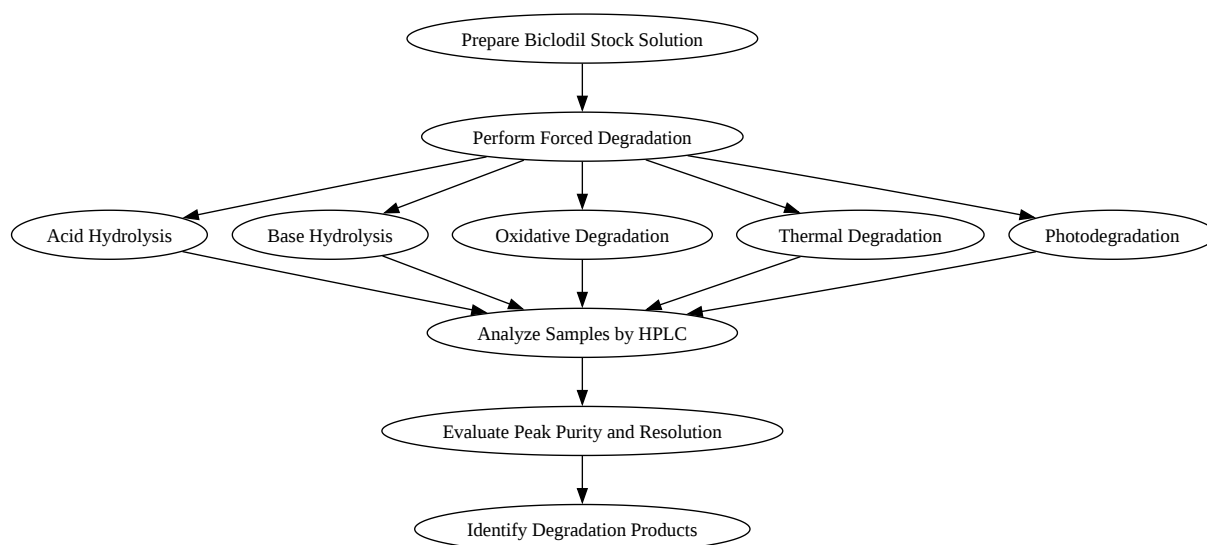 Prepare Biclodil Stock Solution
Perform Forced Degradation
Acid Hydrolysis
Base Hydrolysis
Oxidative Degradation
Thermal Degradation
Photodegradation
Analyze Samples by HPLC
Evaluate Peak Purity and Resolution
Identify Degradation Products